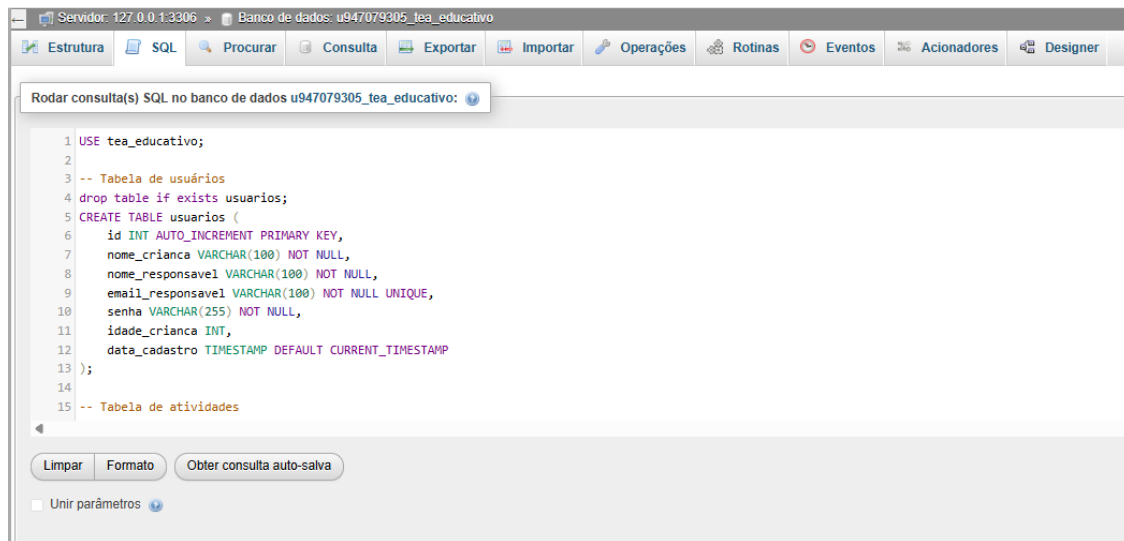 ← Servidor: 127.0.0.1:3306 » Banco de dados: u947079305_tea_educativo
Estrutura SQL Procurar Consulta Exportar Importar Operações Rotinas Eventos Acionadores Designer
Rodar consulta(s) SQL no banco de dados u947079305_tea_educativo:
1 USE tea_educativo;
2
3 -- Tabela de usuários
4 drop table if exists usuarios;
5 CREATE TABLE usuarios (
6 id INT AUTO_INCREMENT PRIMARY KEY,
7 nome_crianca VARCHAR(100) NOT NULL,
8 nome_responsavel VARCHAR(100) NOT NULL,
9 email_responsavel VARCHAR(100) NOT NULL UNIQUE,
10 senha VARCHAR(255) NOT NULL,
11 idade_crianca INT,
12 data_cadastro TIMESTAMP DEFAULT CURRENT_TIMESTAMP
13 );
14
15 -- Tabela de atividades
Limpar Formato Obter consulta auto-salva
Unir parâmetros